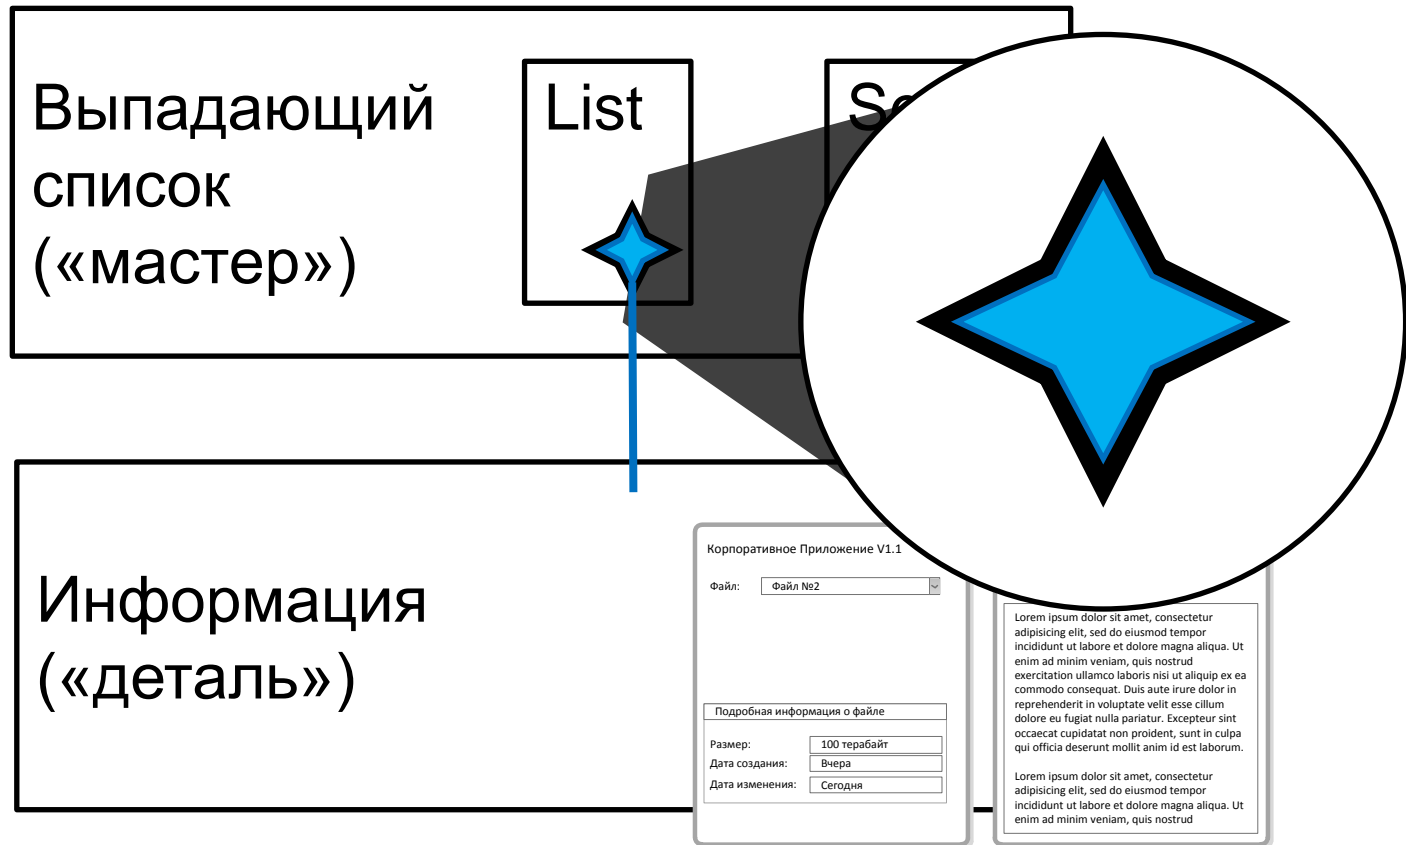 Выпадающий
список
(«мастер»)
List
Информация
(«деталь»)
Корпоративное Приложение V1.1
Файл:
Файл №2
Подробная информация о файле
Размер:
100 терабайт
Дата создания:
Вчера
Дата изменения:
Сегодня
Lorem ipsum dolor sit amet, consectetur
adipisicing elit, sed do eiusmod tempor
incididunt ut labore et dolore magna aliqua. Ut
enim ad minim veniam, quis nostrud
exercitation ullamco laboris nisi ut aliquip ex ea
commodo consequat. Duis aute irure dolor in
reprehenderit in voluptate velit esse cillum
dolore eu fugiat nulla pariatur. Excepteur sint
occaecat cupidatat non proident, sunt in culpa
qui officia deserunt mollit anim id est laborum.
Lorem ipsum dolor sit amet, consectetur
adipisicing elit, sed do eiusmod tempor
incididunt ut labore et dolore magna aliqua. Ut
enim ad minim veniam, quis nostrud